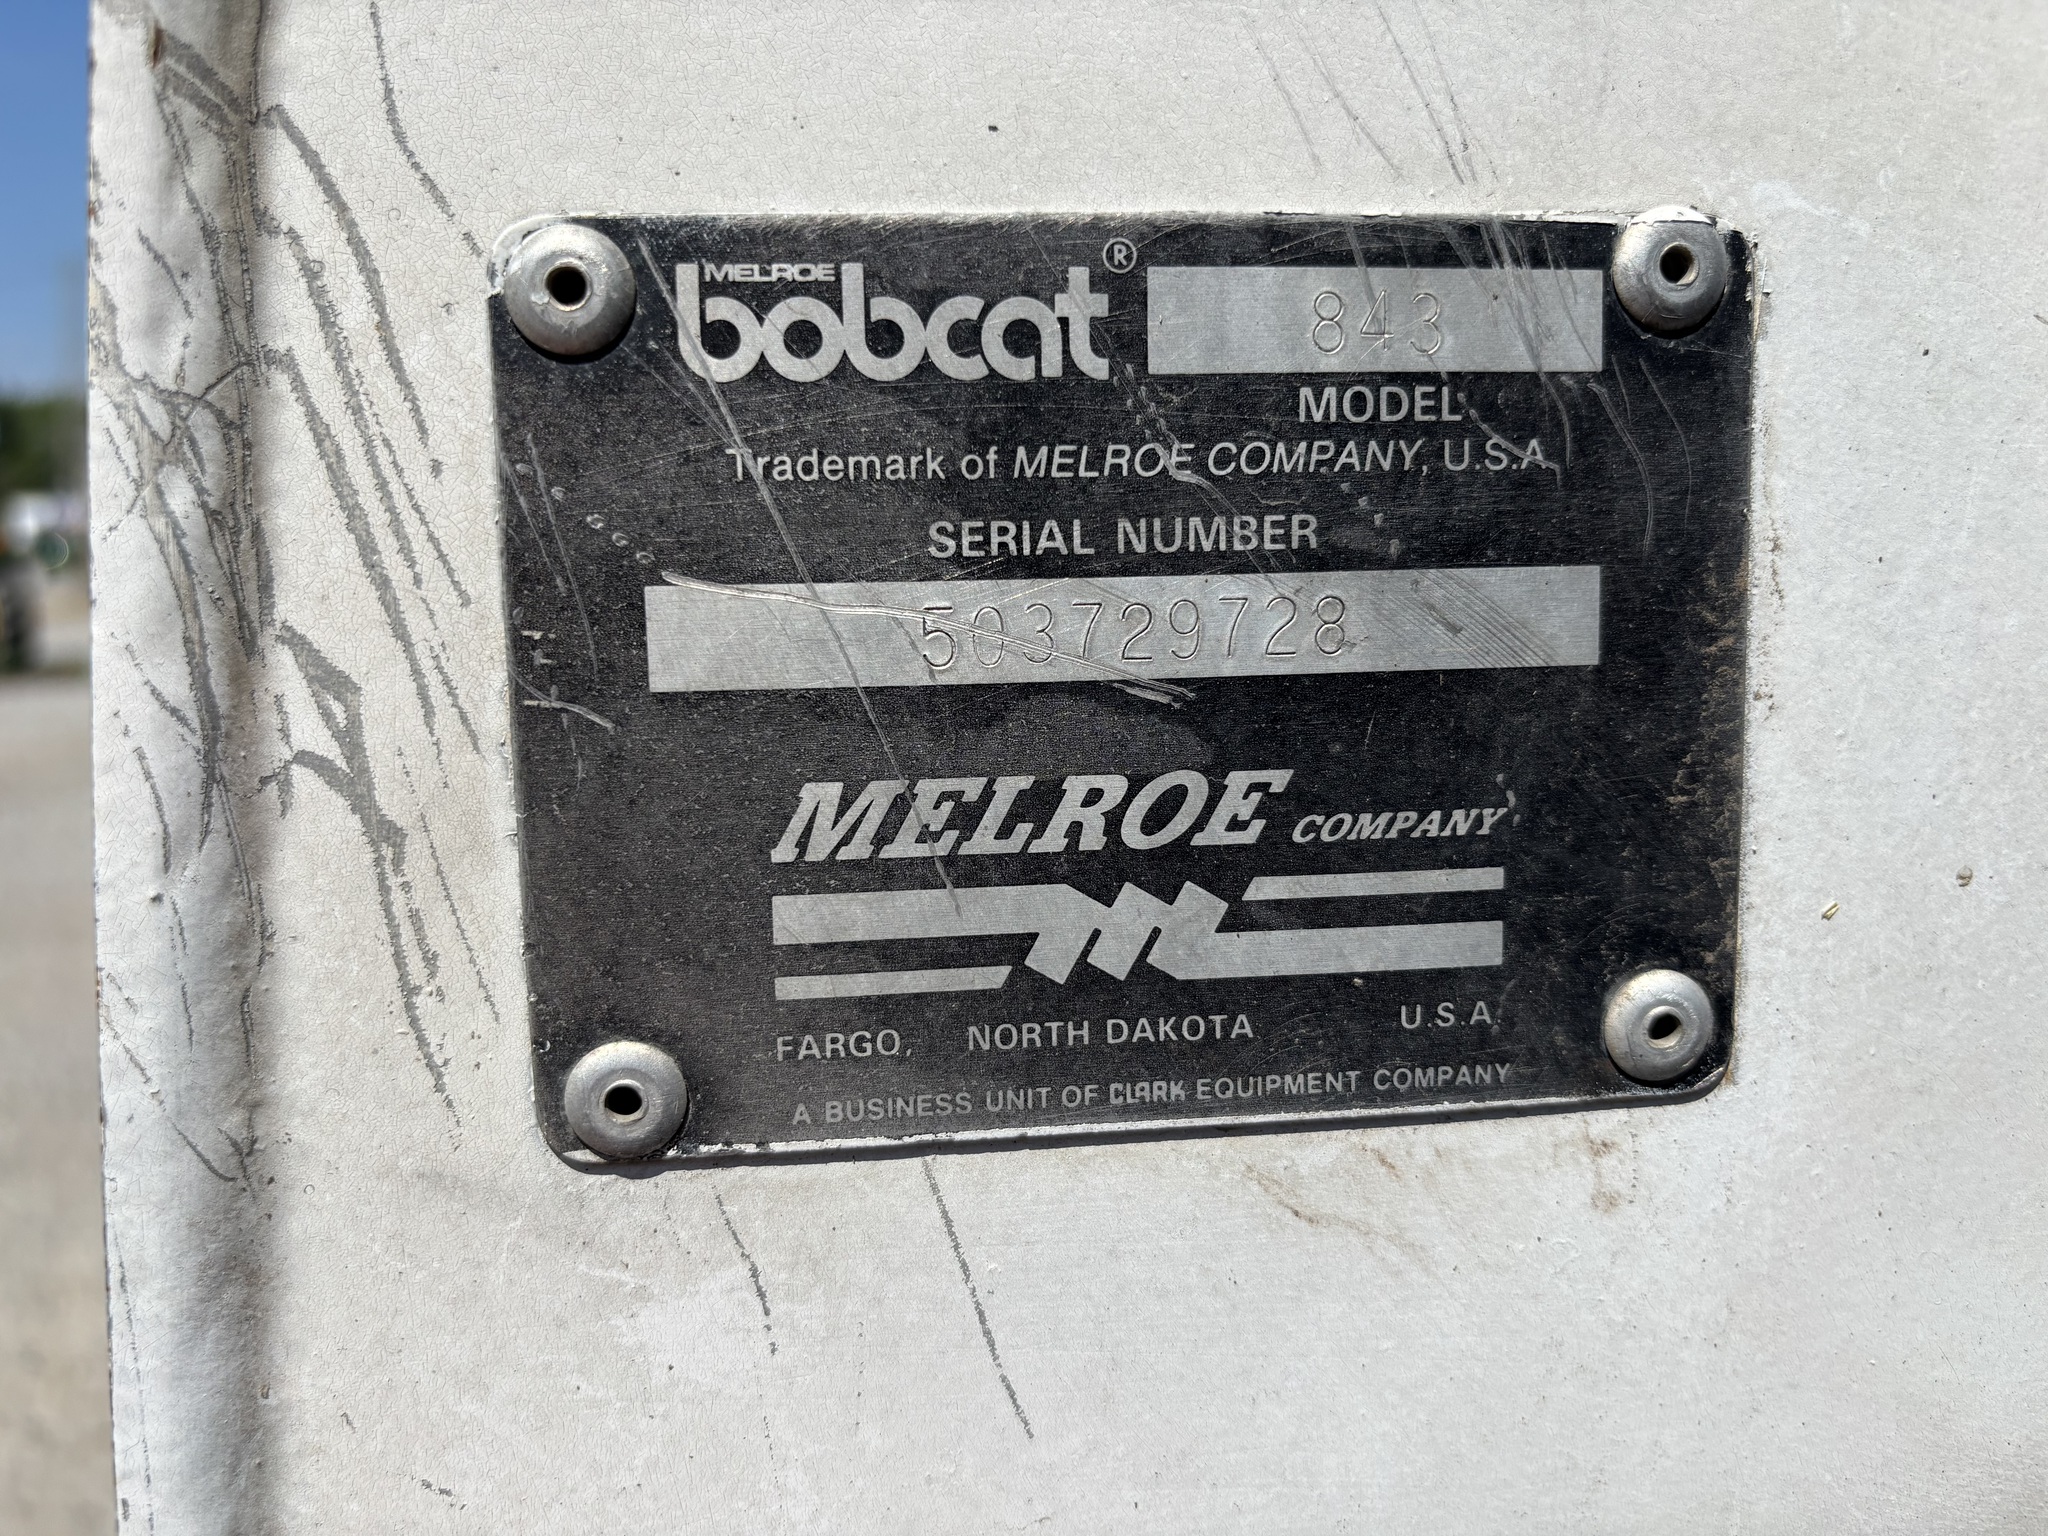 MELROE
bobcat®
843
MODEL
Trademark of MELROE COMPANY, U.S.A.
SERIAL NUMBER
503729728
MELROE COMPANY
FARGO, NORTH DAKOTA U.S.A.
A BUSINESS UNIT OF CLARK EQUIPMENT COMPANY